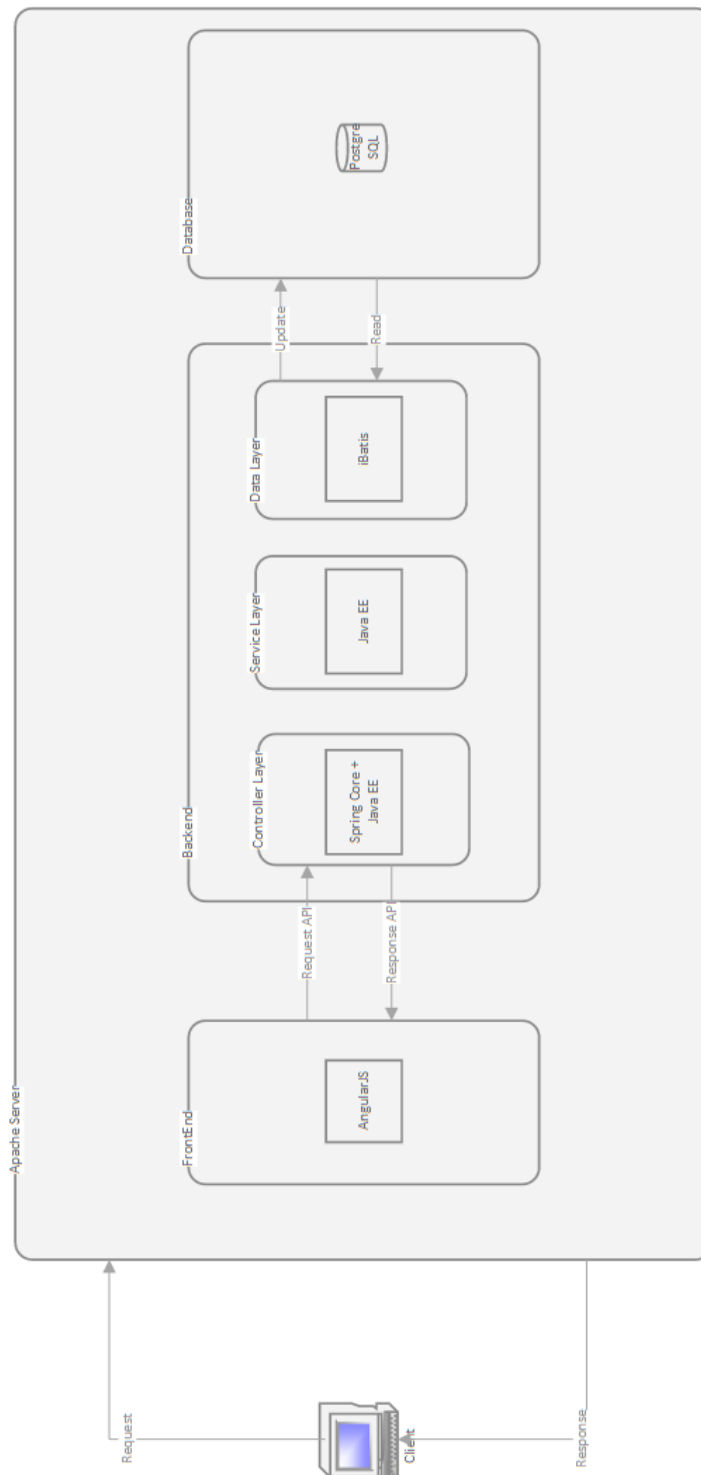 Apache Server
Request
Client
Response
FrontEnd
AngularJS
Request API
Response API
Backend
Controller Layer
Spring Core +
Java EE
Service Layer
Java EE
Data Layer
iBatis
Update
Read
Database
Postgre
SQL